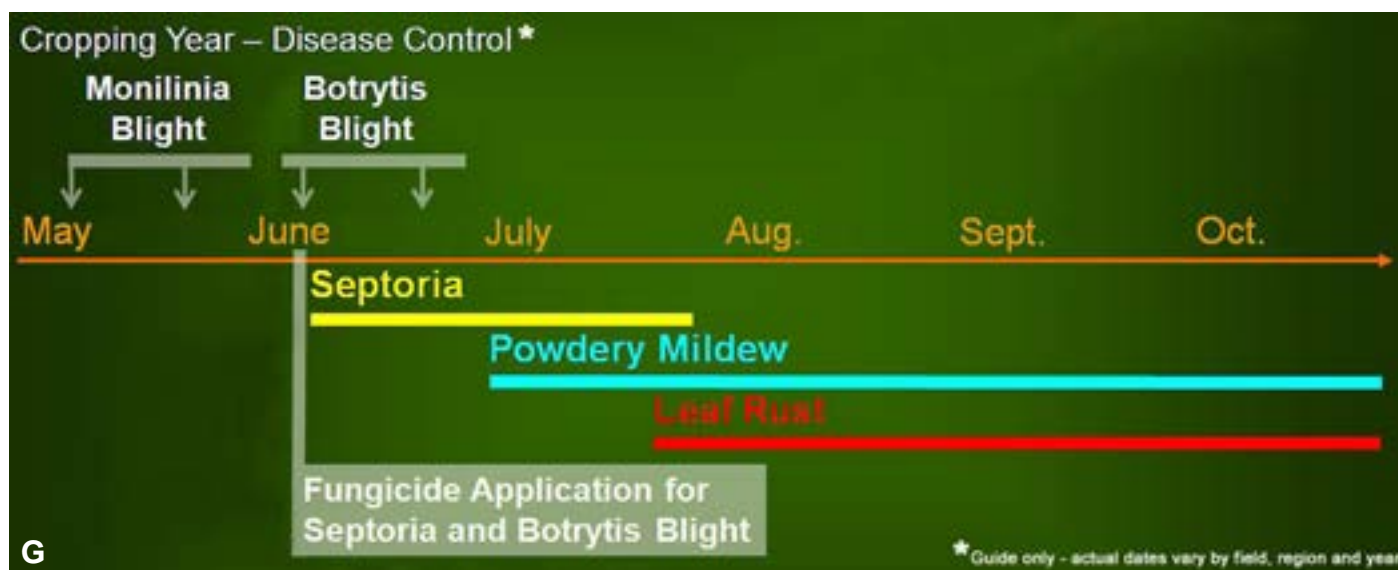 Cropping Year – Disease Control*
Monilinia
Blight
Botrytis
Blight
May June July Aug. Sept. Oct.
Septoria
Powdery Mildew
Leaf Rust
Fungicide Application for
Septoria and Botrytis Blight
G
*Guide only - actual dates vary by field, region and year